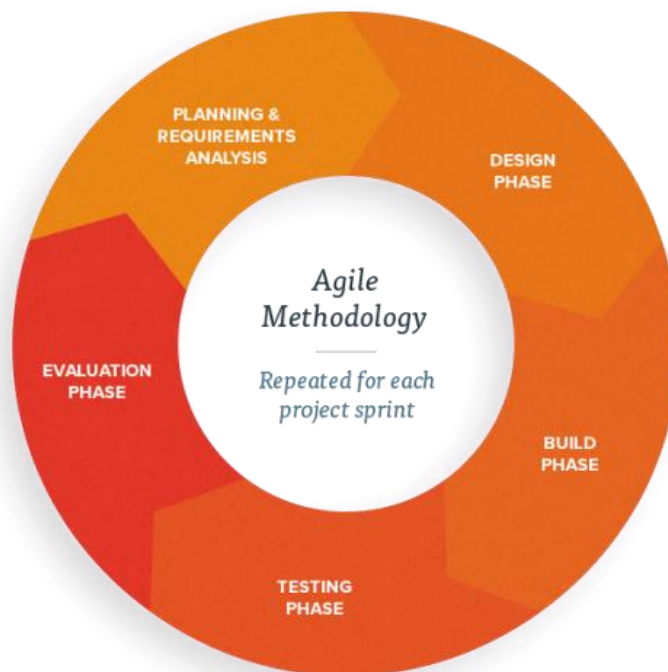 PLANNING &
REQUIREMENTS
ANALYSIS
DESIGN
PHASE
BUILD
PHASE
TESTING
PHASE
EVALUATION
PHASE
Agile
Methodology
Repeated for each
project sprint